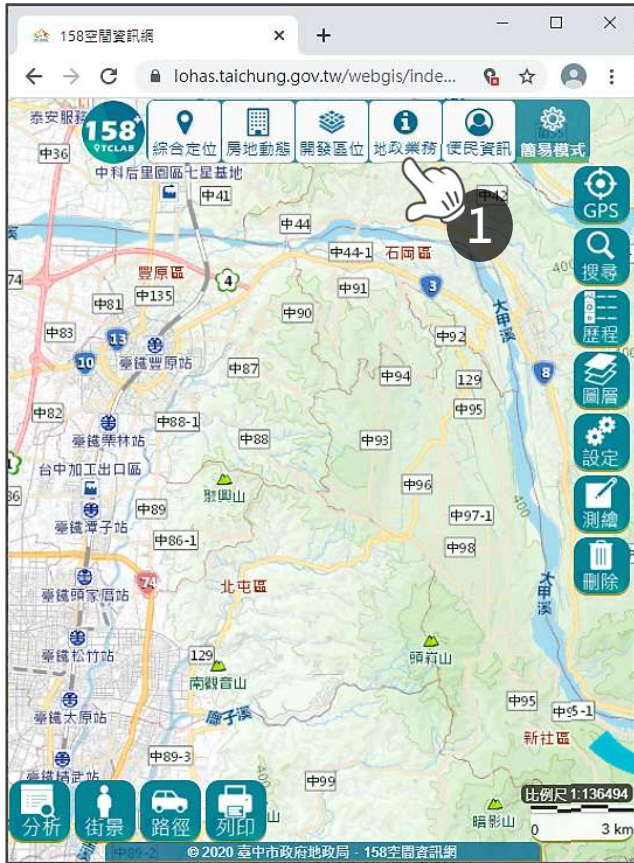 158空間資訊網
lohas.taichung.gov.tw/webgis/inde...
泰安服務
158+
TCLAB
綜合定位
房地動態
開發區位
地政業務
便民資訊
簡易模式
中36
中科后里園區七星基地
中41
中42
1
GPS
中44
中44-1
石岡區
搜尋
74
豐原區
4
中91
3
中81
中135
中90
大甲溪
歷程
中83
13
中92
10
臺鐵豐原站
中87
中94
129
8
圖層
中82
中88-1
中95
臺鐵栗林站
中88
中93
設定
台中加工出口區
中96
聚興山
400
測繪
中89
中97-1
臺鐵潭子站
中86-1
中98
刪除
臺鐵頭家厝站
74
北屯區
大甲溪
臺鐵松竹站
129
頭嵙山
南觀音山
中95
中95-1
臺鐵太原站
廍子溪
新社區
中89-3
臺鐵精武站
400
中99
比例尺 1:136494
暗影山
0
3 km
分析
街景
路徑
列印
中89-2
© 2020 臺中市政府地政局 - 158空間資訊網